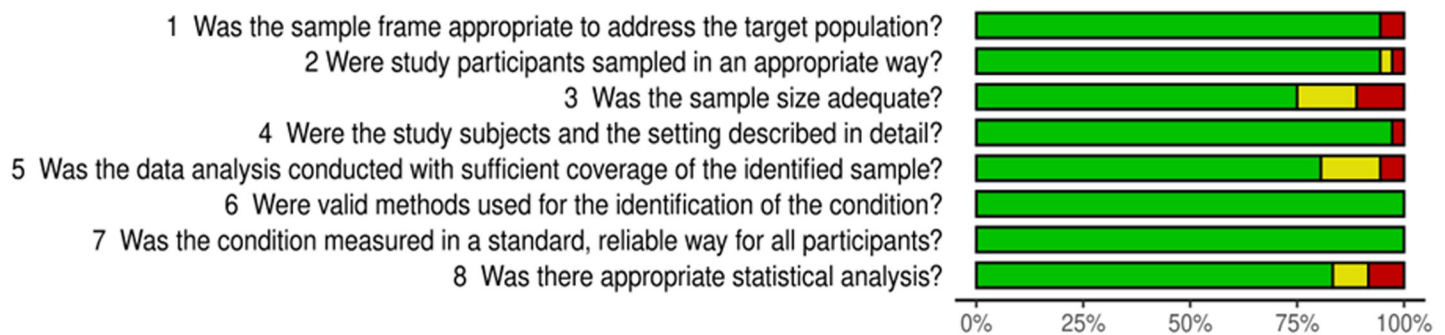 1 Was the sample frame appropriate to address the target population?
2 Were study participants sampled in an appropriate way?
3 Was the sample size adequate?
4 Were the study subjects and the setting described in detail?
5 Was the data analysis conducted with sufficient coverage of the identified sample?
6 Were valid methods used for the identification of the condition?
7 Was the condition measured in a standard, reliable way for all participants?
8 Was there appropriate statistical analysis?
0% 25% 50% 75% 100%